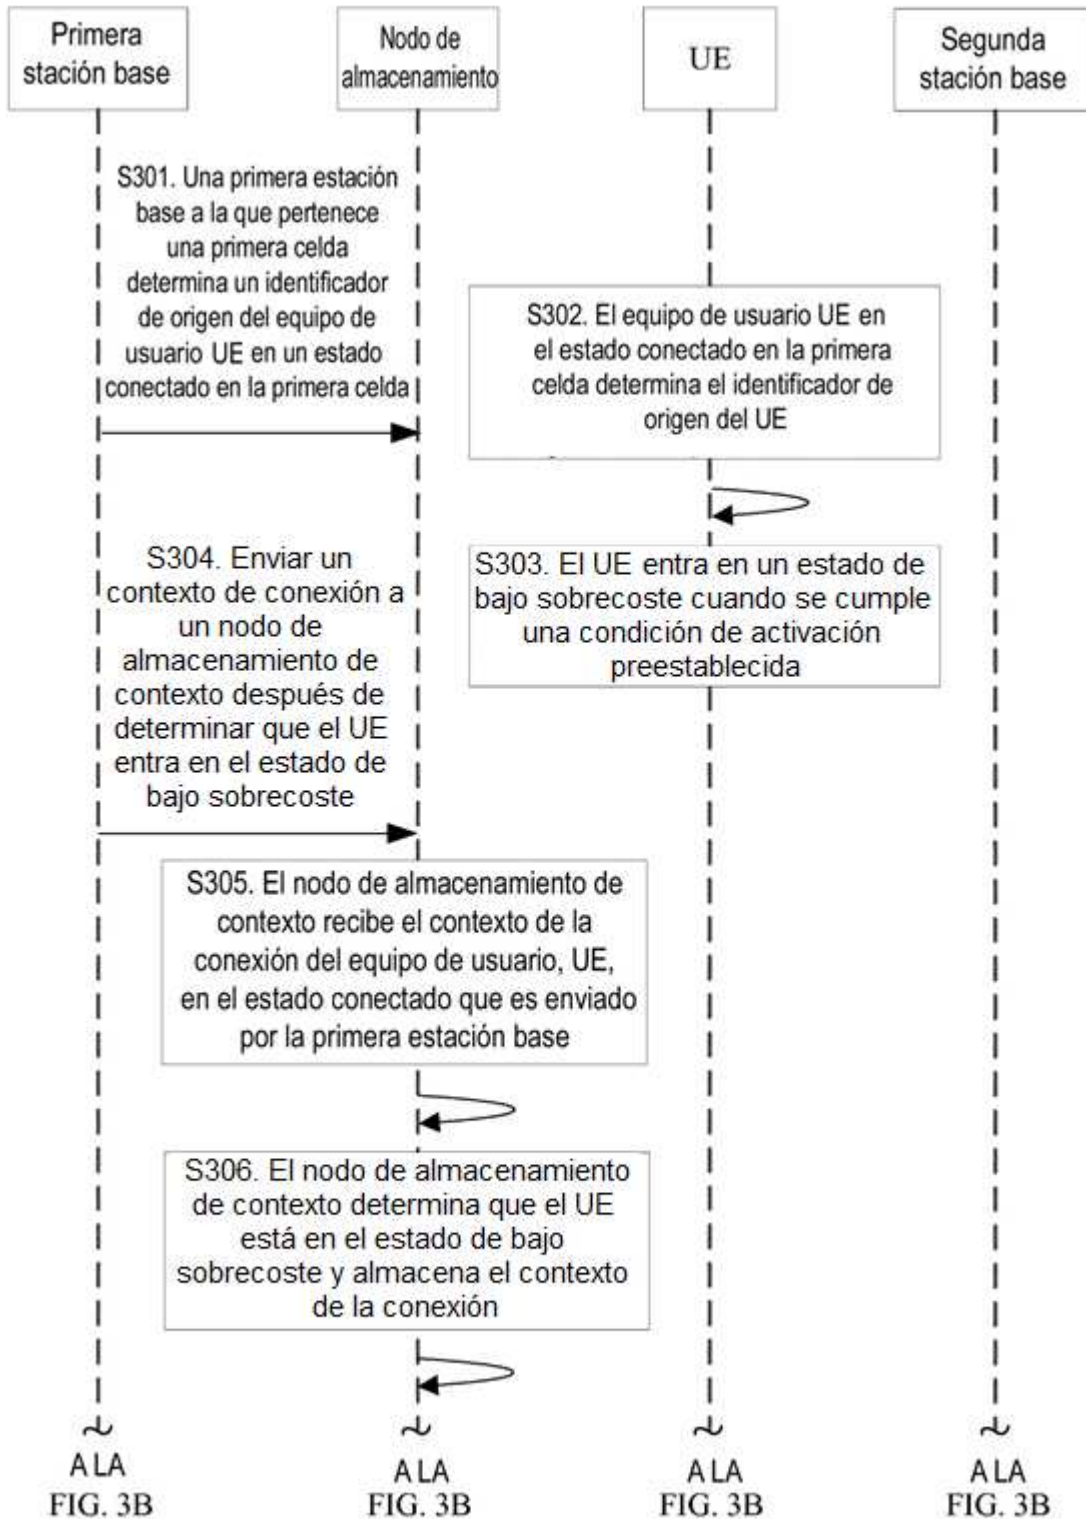 Primera
stación base
Nodo de
almacenamiento
UE
Segunda
stación base
S301. Una primera estación
base a la que pertenece
una primera celda
determina un identificador
de origen del equipo de
usuario UE en un estado
conectado en la primera celda
S302. El equipo de usuario UE en
el estado conectado en la primera
celda determina el identificador de
origen del UE
S303. El UE entra en un estado de
bajo sobrecoste cuando se cumple
una condición de activación
preestablecida
S304. Enviar un
contexto de conexión a
un nodo de
almacenamiento de
contexto después de
determinar que el UE
entra en el estado de
bajo sobrecoste
S305. El nodo de almacenamiento de
contexto recibe el contexto de la
conexión del equipo de usuario, UE,
en el estado conectado que es enviado
por la primera estación base
S306. El nodo de almacenamiento
de contexto determina que el UE
está en el estado de bajo
sobrecoste y almacena el contexto
de la conexión
A LA
FIG. 3B
A LA
FIG. 3B
A LA
FIG. 3B
A LA
FIG. 3B